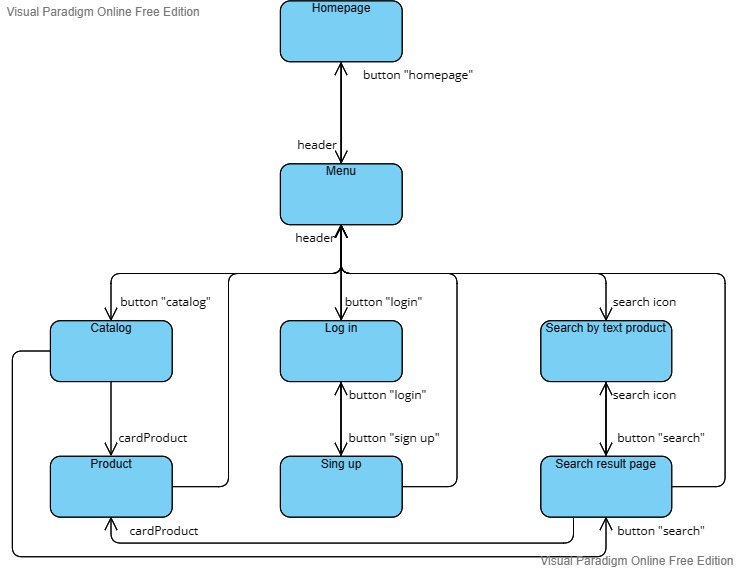 Visual Paradigm Online Free Edition
Homepage
button "homepage"
header
Menu
header
button "catalog"
button "login"
search icon
Catalog
Log in
Search by text product
button "login"
search icon
cardProduct
button "sign up"
button "search"
Product
Sing up
Search result page
cardProduct
button "search"
Visual Paradigm Online Free Edition